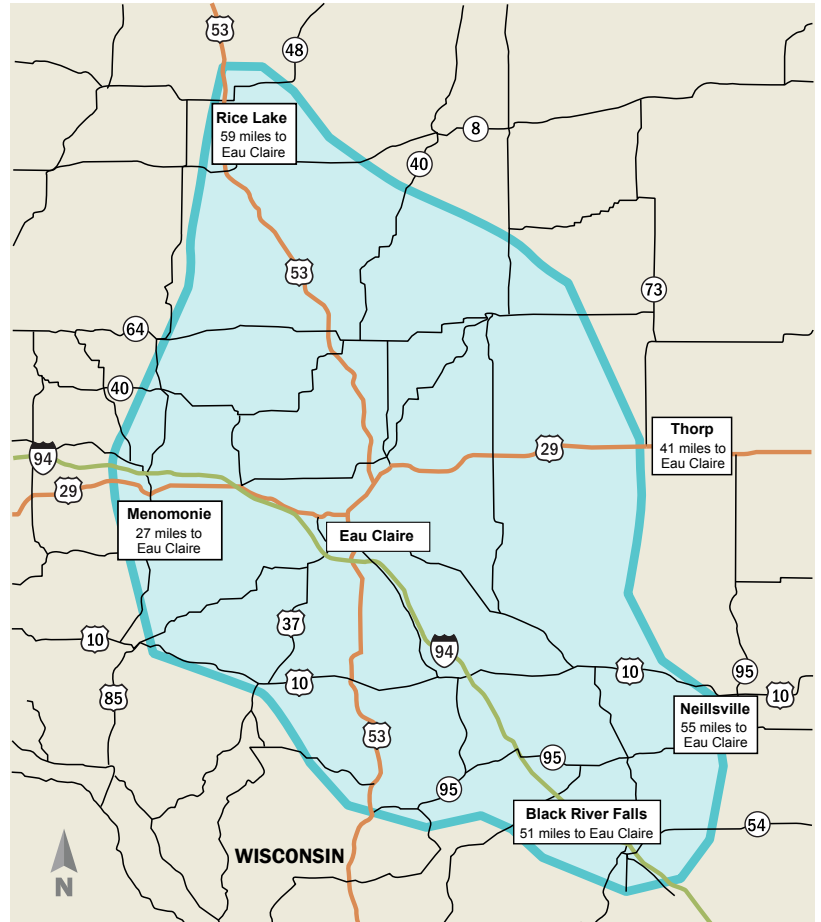 53
48
Rice Lake
59 miles to
Eau Claire
8
40
53
73
64
40
Thorp
41 miles to
Eau Claire
29
94
29
Menomonie
27 miles to
Eau Claire
Eau Claire
37
10
94
10
95
10
85
10
Neillsville
55 miles to
Eau Claire
53
95
95
Black River Falls
51 miles to Eau Claire
54
WISCONSIN
N